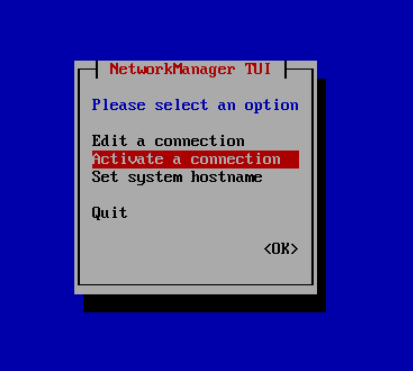 NetworkManager TUI
Please select an option
Edit a connection
Activate a connection
Set system hostname
Quit
<OK>